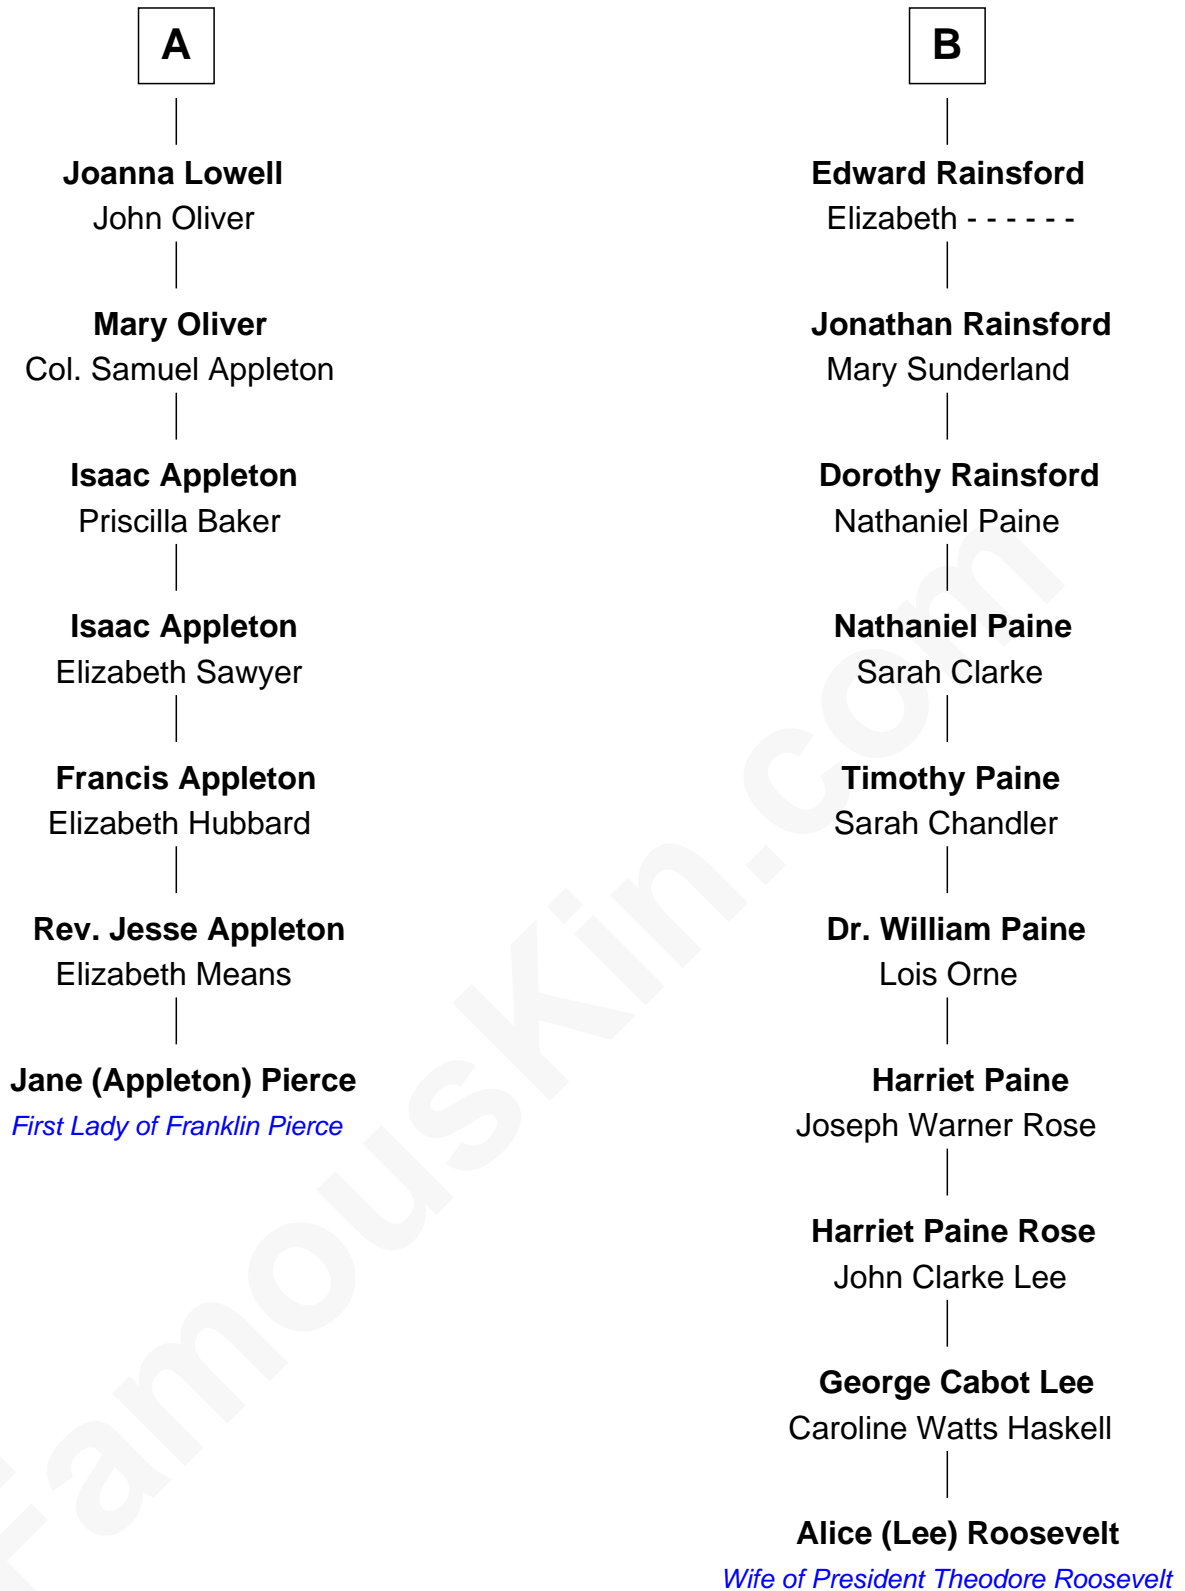 A
Joanna Lowell
John Oliver
Mary Oliver
Col. Samuel Appleton
Isaac Appleton
Priscilla Baker
Isaac Appleton
Elizabeth Sawyer
Francis Appleton
Elizabeth Hubbard
Rev. Jesse Appleton
Elizabeth Means
Jane (Appleton) Pierce
First Lady of Franklin Pierce
B
Edward Rainsford
Elizabeth - - - - - -
Jonathan Rainsford
Mary Sunderland
Dorothy Rainsford
Nathaniel Paine
Nathaniel Paine
Sarah Clarke
Timothy Paine
Sarah Chandler
Dr. William Paine
Lois Orne
Harriet Paine
Joseph Warner Rose
Harriet Paine Rose
John Clarke Lee
George Cabot Lee
Caroline Watts Haskell
Alice (Lee) Roosevelt
Wife of President Theodore Roosevelt
FamousKin.com